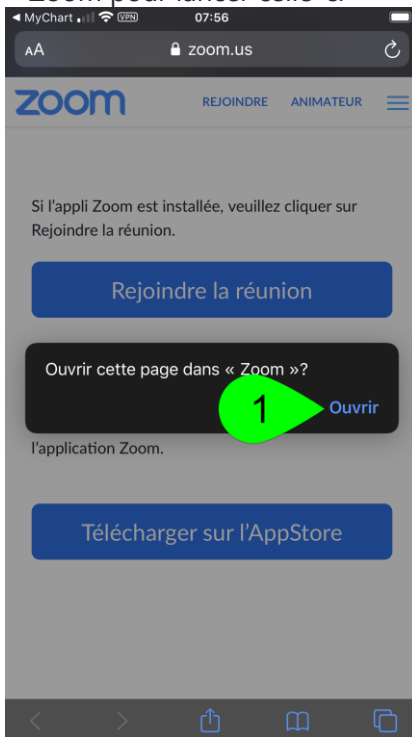 Zoom pour lancer celle-ci
MyChart VPN 07:56
AA zoom.us
zoom REJOINDRE ANIMATEUR
Si l'appli Zoom est installée, veuillez cliquer sur
Rejoindre la réunion.
Rejoindre la réunion
Ouvrir cette page dans « Zoom »?
1 Ouvrir
l'application Zoom.
Télécharger sur l'AppStore